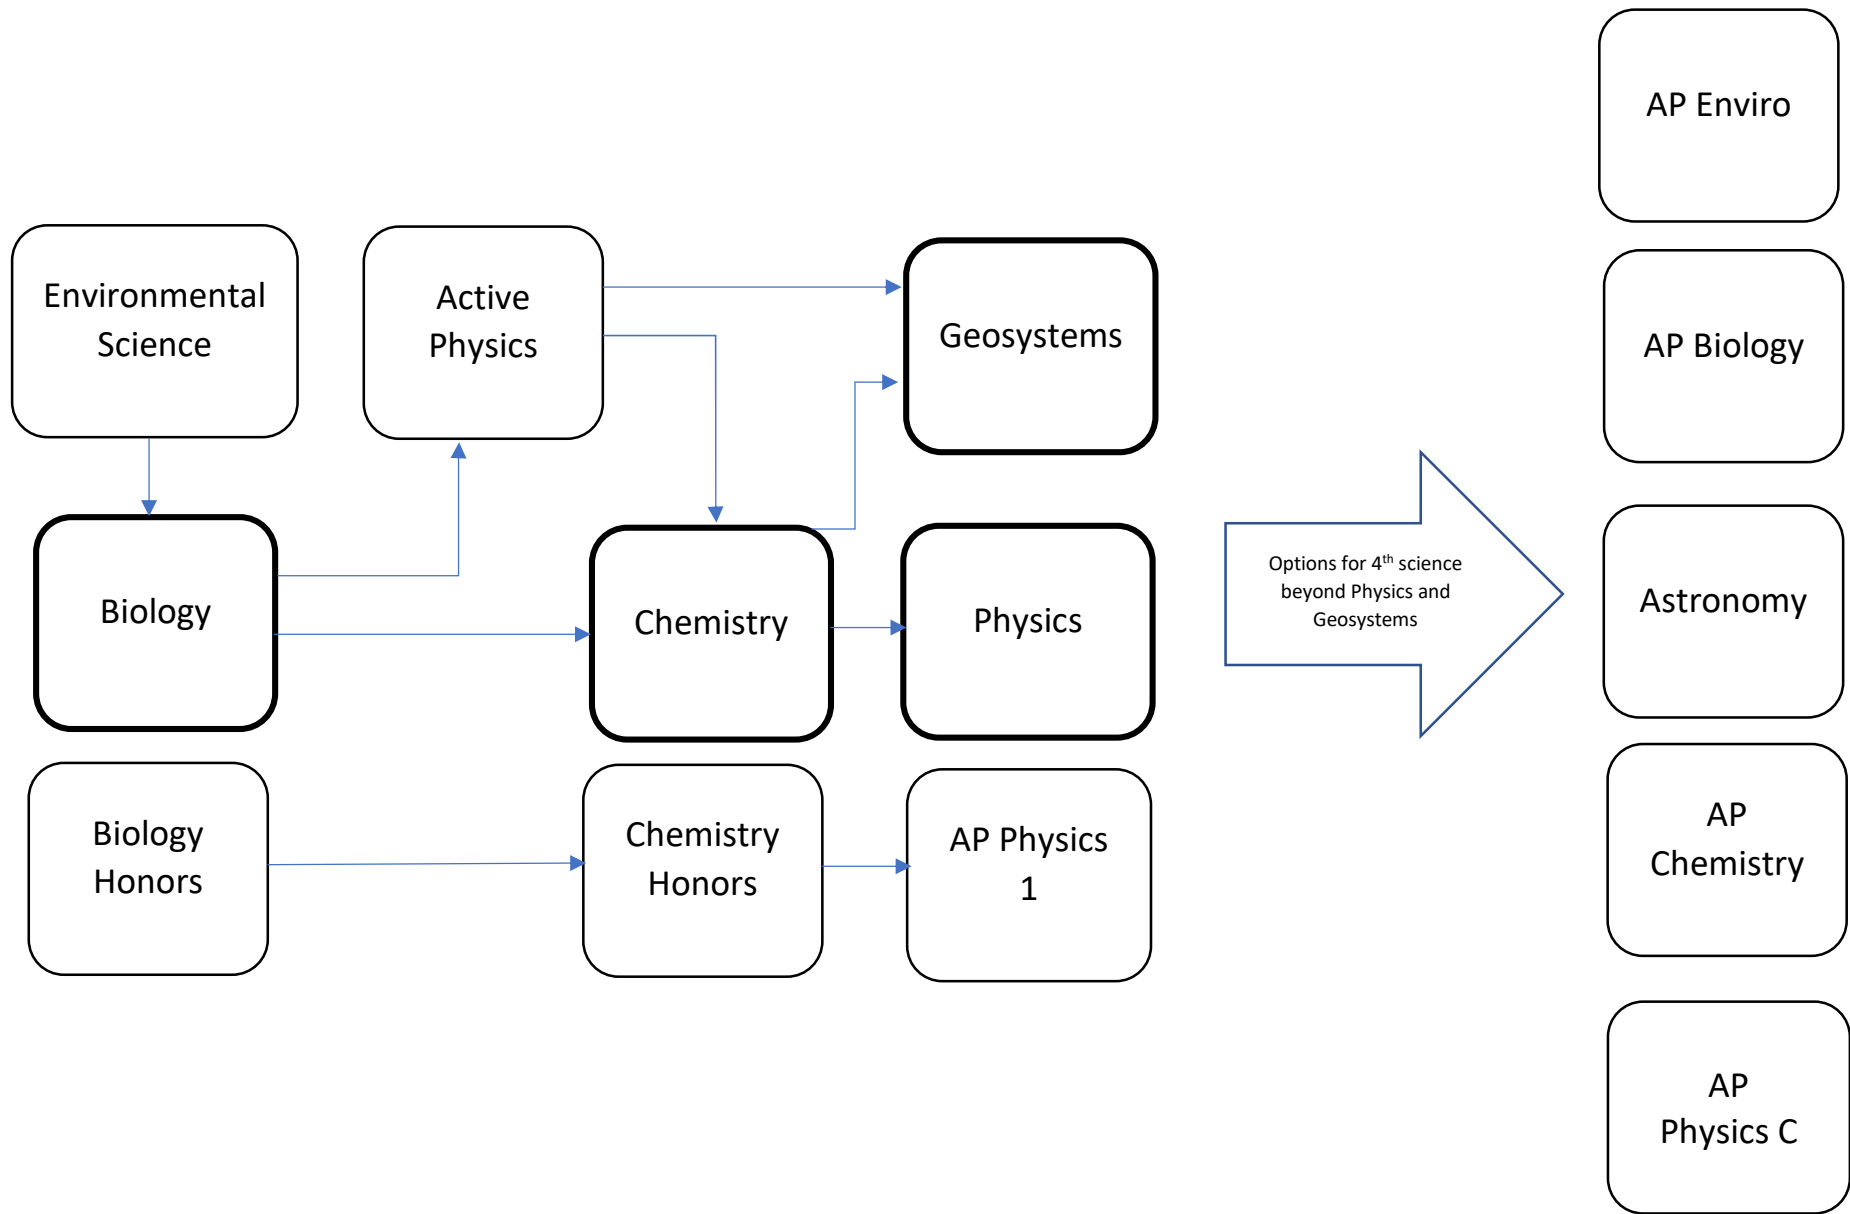 Environmental
Science
Active
Physics
Geosystems
Biology
Chemistry
Physics
Biology
Honors
Chemistry
Honors
AP Physics
1
Options for 4th science
beyond Physics and
Geosystems
AP Enviro
AP Biology
Astronomy
AP
Chemistry
AP
Physics C